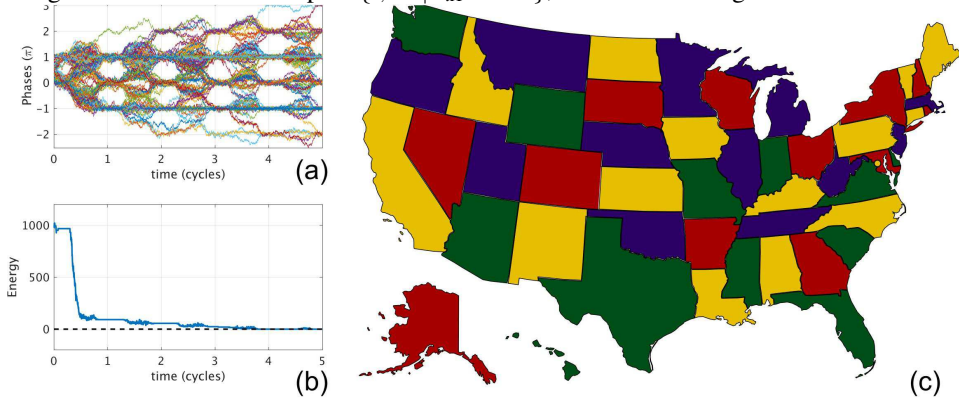 3
2
1
0
-1
-2
Phases (π)
0 1 2 3 4 5
time (cycles)
(a)
1000
500
0
Energy
0 1 2 3 4 5
time (cycles)
(b)
(c)